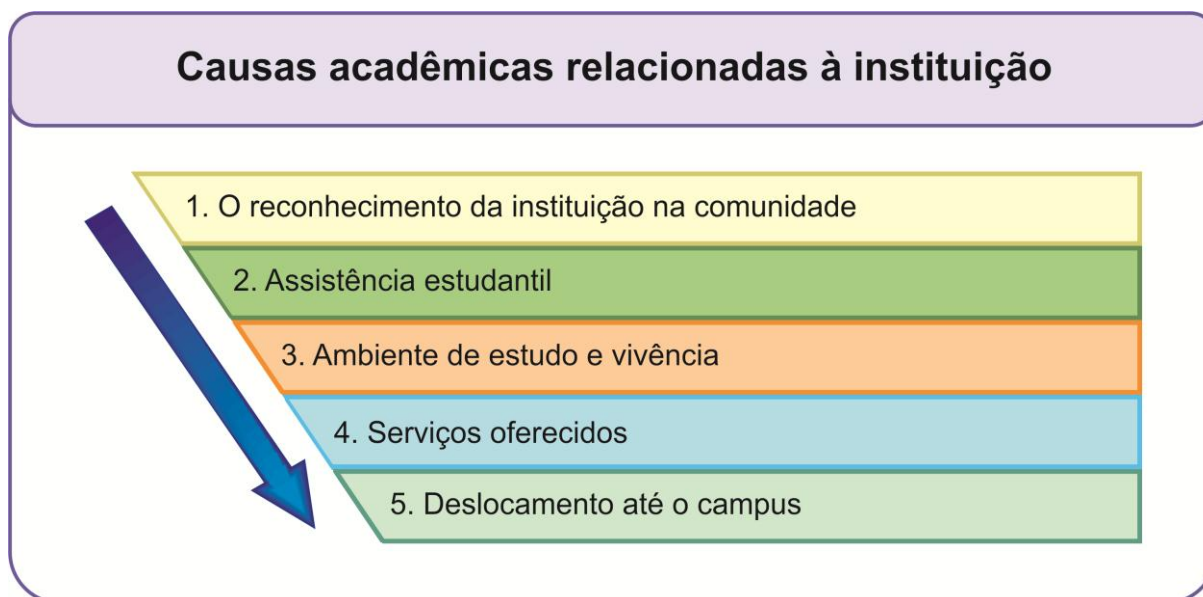 Causas acadêmicas relacionadas à instituição
1. O reconhecimento da instituição na comunidade
2. Assistência estudantil
3. Ambiente de estudo e vivência
4. Serviços oferecidos
5. Deslocamento até o campus